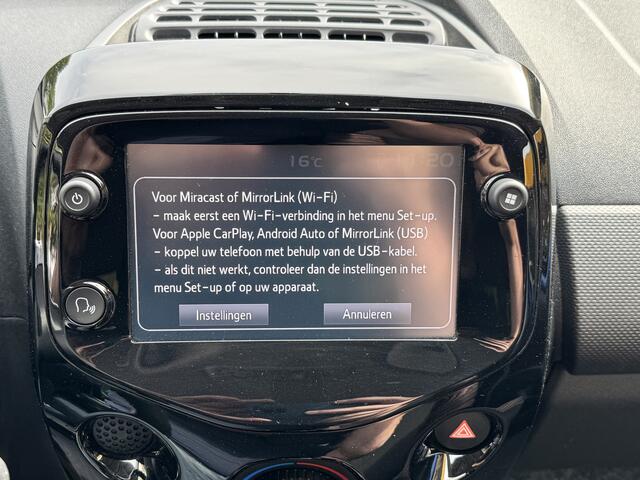 16°C
Voor Miracast of MirrorLink (Wi-Fi)
- maak eerst een Wi-Fi-verbinding in het menu Set-up.
Voor Apple CarPlay, Android Auto of MirrorLink (USB)
- koppel uw telefoon met behulp van de USB-kabel.
- als dit niet werkt, controleer dan de instellingen in het
menu Set-up of op uw apparaat.
Instellingen Annuleren